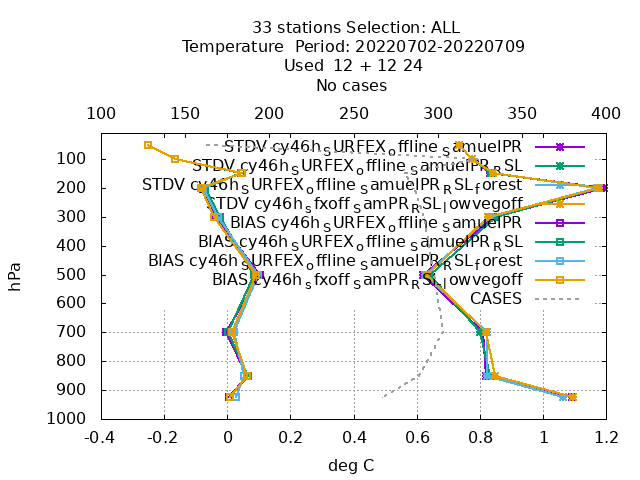 33 stations Selection: ALL
Temperature Period: 20220702-20220709
Used 12 + 12 24
No cases
100 150 200 250 300 350 400
STDV cy46h_SURFEX_offline_samuelPR
STDV cy46h_SURFEX_offline_samuelPR_RSL
STDV cy46h_SURFEX_offline_samuelPR_RSL_forest
STDV cy46h_sfxoff_samPR_RSL_lowvegoff
BIAS cy46h_SURFEX_offline_samuelPR
BIAS cy46h_SURFEX_offline_samuelPR_RSL
BIAS cy46h_SURFEX_offline_samuelPR_RSL_forest
BIAS cy46h_sfxoff_samPR_RSL_lowvegoff
CASES
hPa
100
200
300
400
500
600
700
800
900
1000
-0.4 -0.2 0 0.2 0.4 0.6 0.8 1 1.2
deg C